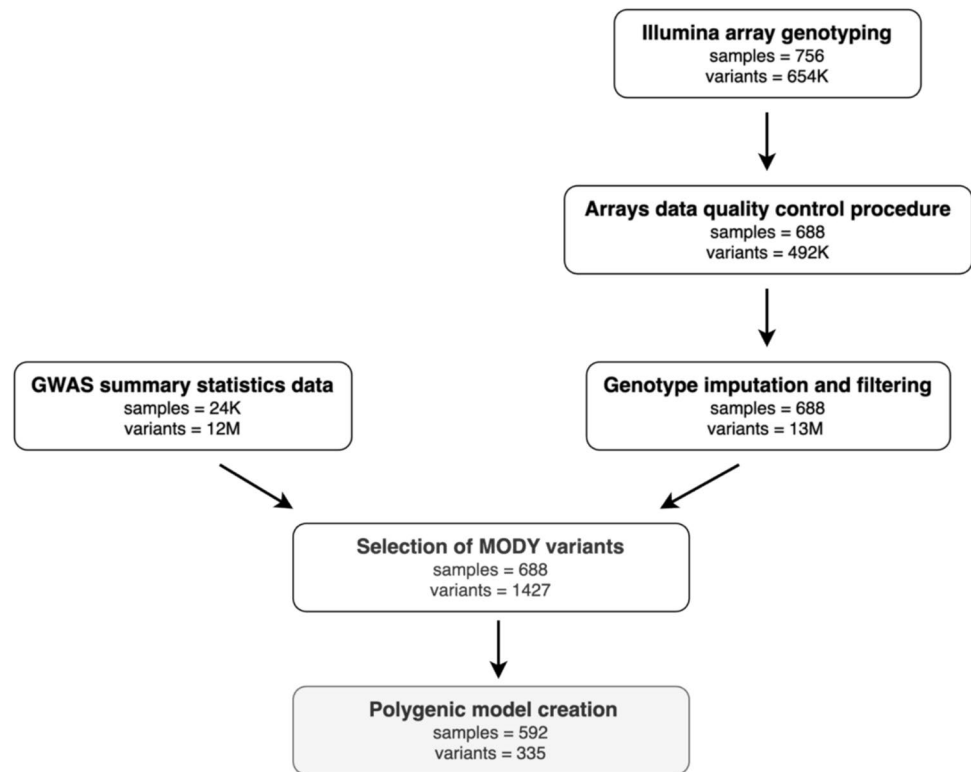 Illumina array genotyping
samples = 756
variants = 654K
Arrays data quality control procedure
samples = 688
variants = 492K
GWAS summary statistics data
samples = 24K
variants = 12M
Genotype imputation and filtering
samples = 688
variants = 13M
Selection of MODY variants
samples = 688
variants = 1427
Polygenic model creation
samples = 592
variants = 335